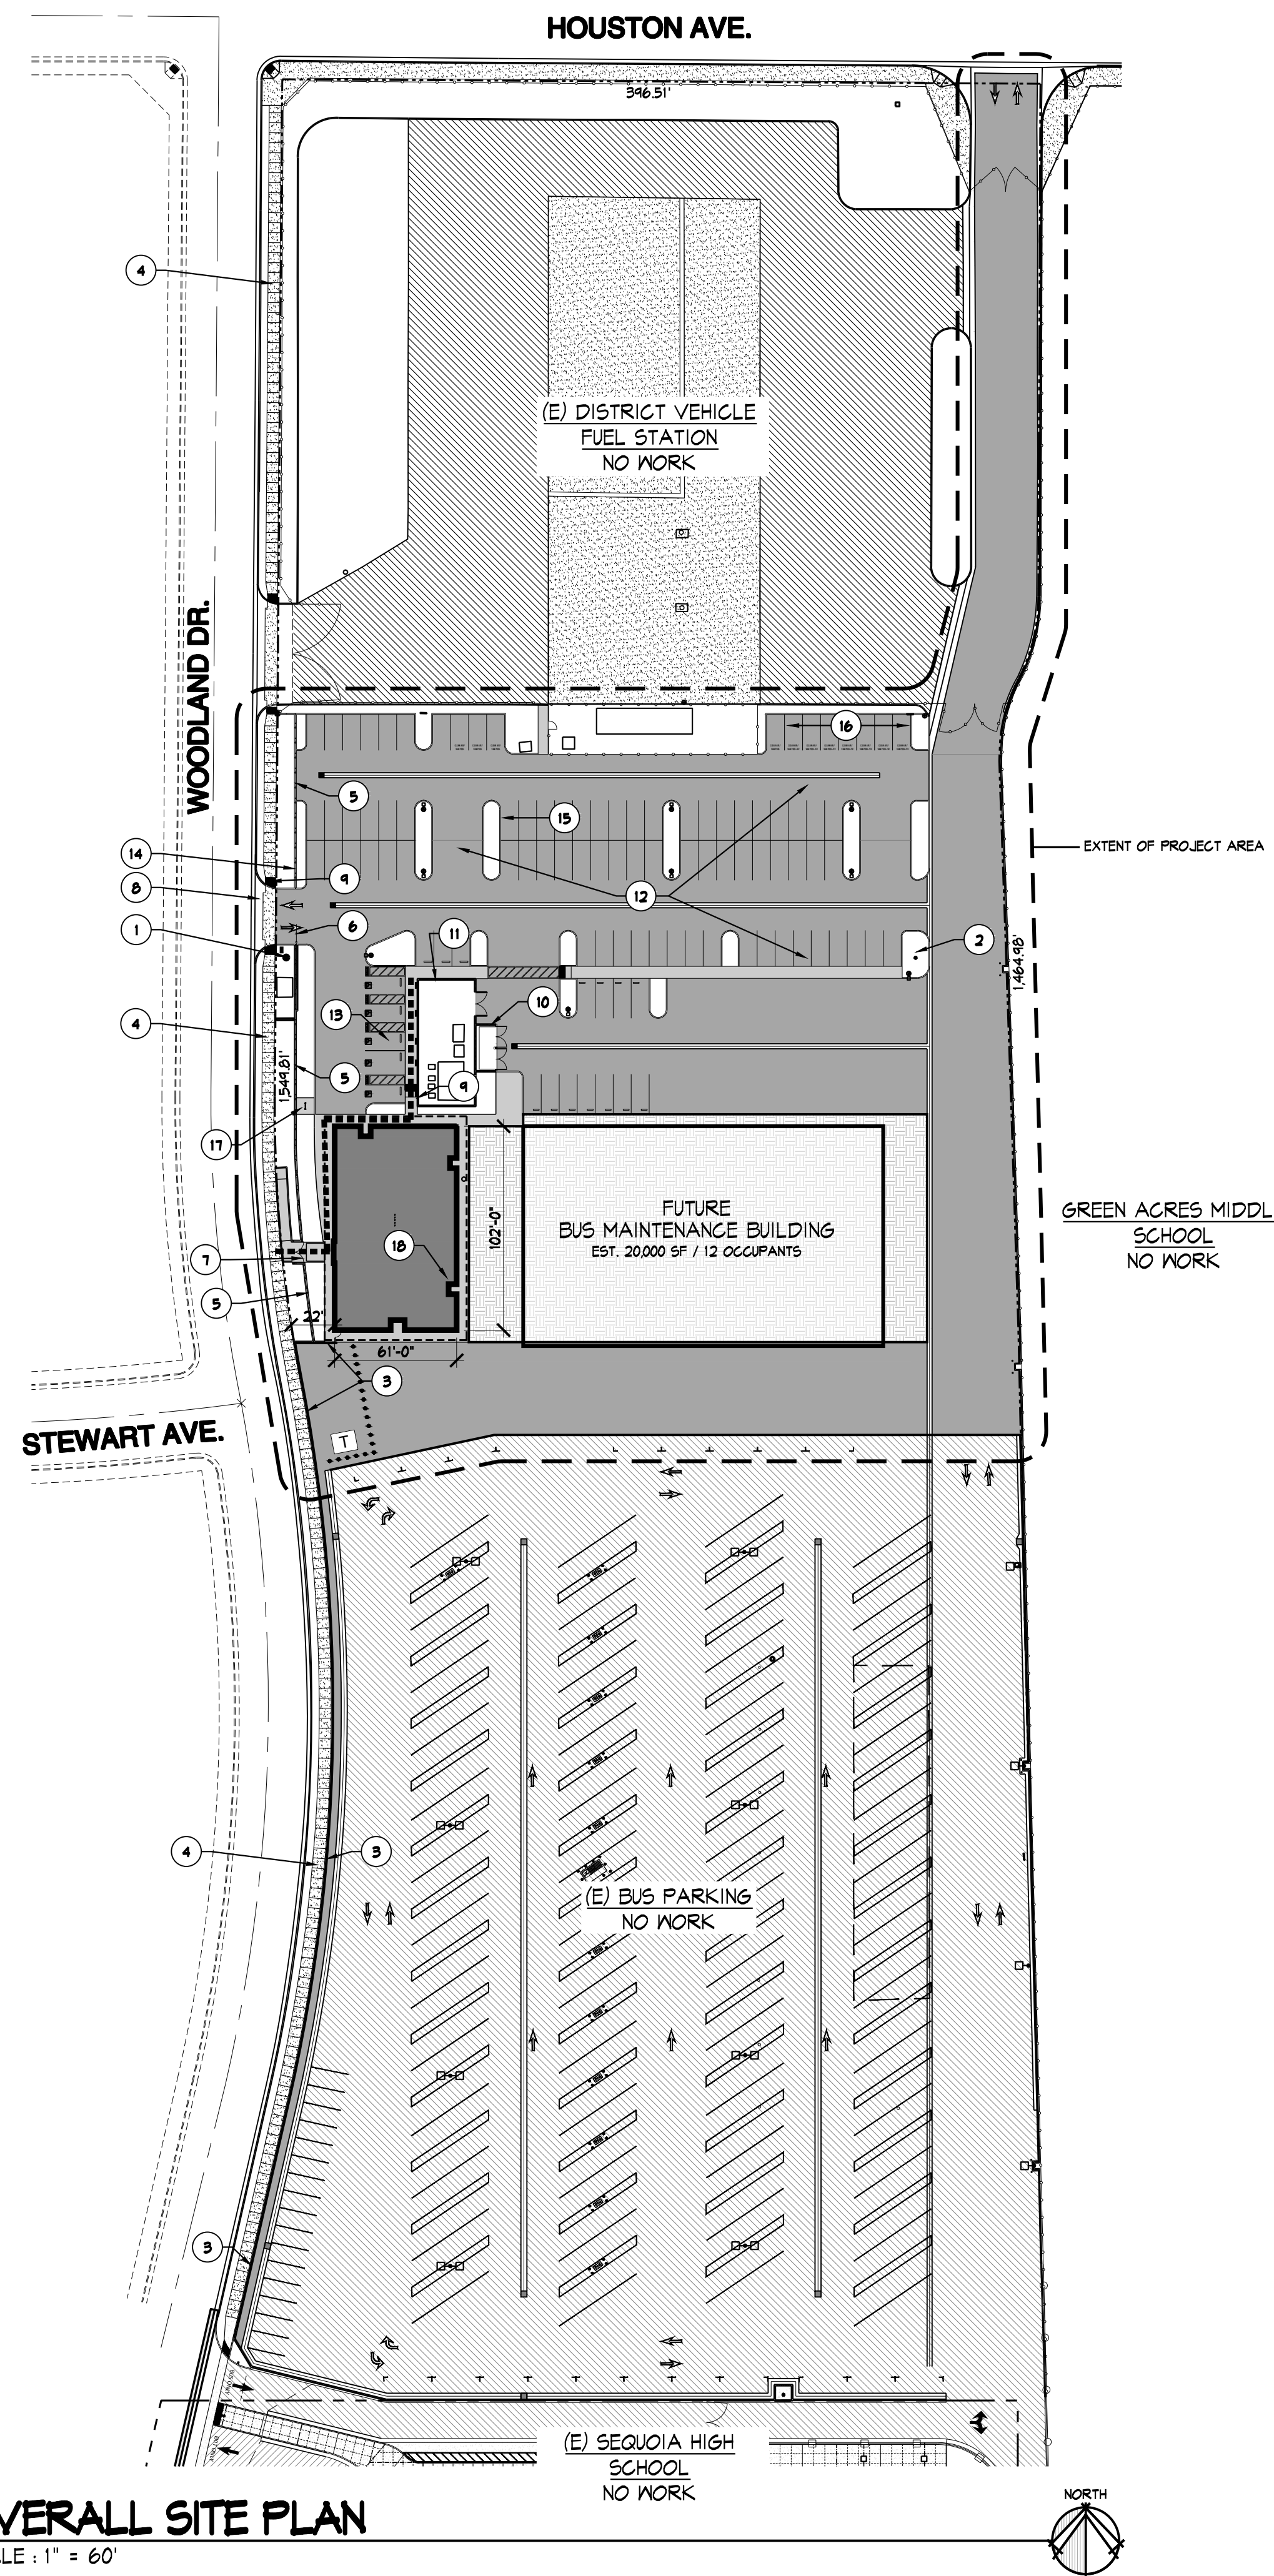 HOUSTON AVE.
396.51'
4
(E) DISTRICT VEHICLE
FUEL STATION
NO WORK
WOODLAND DR.
16
5
15
14
9
EXTENT OF PROJECT AREA
8
12
6
1
11
2
1,464.98'
10
13
4
5
9
1,549.81'
17
FUTURE
BUS MAINTENANCE BUILDING
EST. 20,000 SF / 12 OCCUPANTS
102'-0"
GREEN ACRES MIDDL
SCHOOL
NO WORK
18
7
5
22'
61'-0"
3
STEWART AVE.
T
4
3
(E) BUS PARKING
NO WORK
3
(E) SEQUOIA HIGH
SCHOOL
NO WORK
NORTH
VERALL SITE PLAN
LE : 1" = 60'